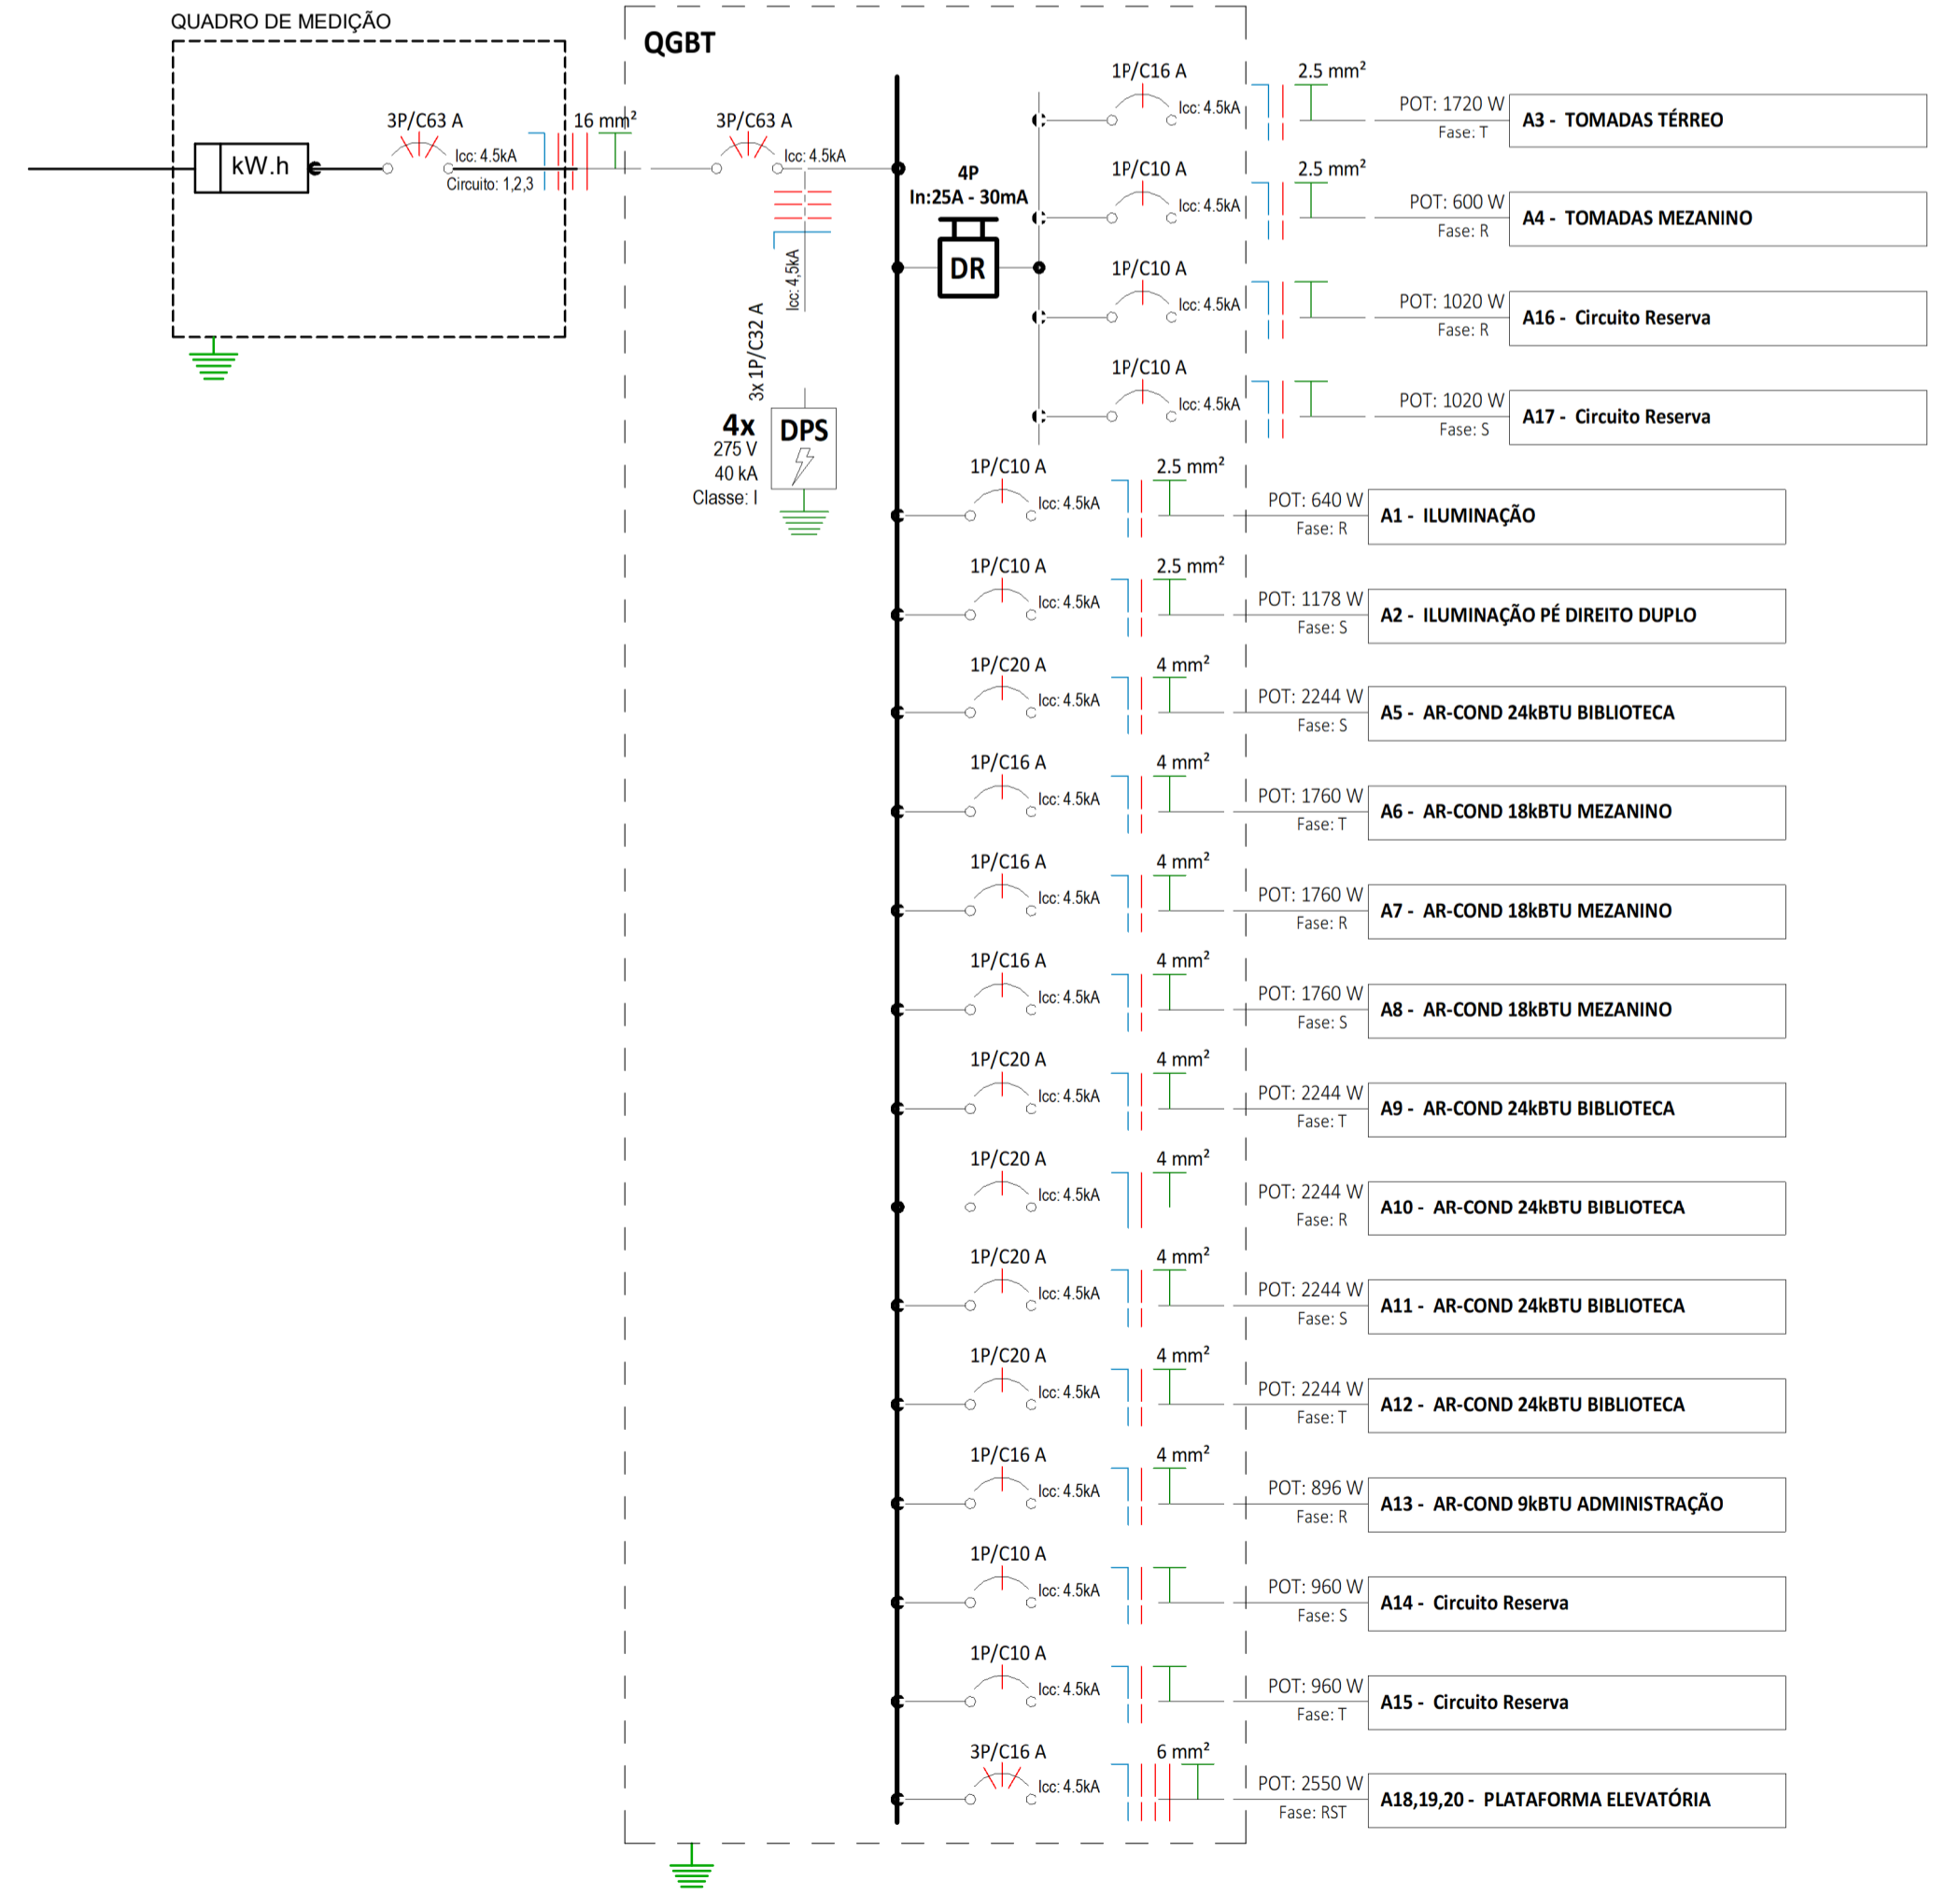 QUADRO DE MEDIÇÃO
kW.h
3P/C63 A
Icc: 4.5kA
Circuito: 1,2,3
16 mm²
QGBT
3P/C63 A
Icc: 4.5kA
Icc: 4,5kA
3x 1P/C32 A
4x
275 V
40 kA
Classe: I
DPS
4P
In:25A - 30mA
DR
1P/C16 A
Icc: 4.5kA
2.5 mm²
POT: 1720 W
Fase: T
A3 - TOMADAS TÉRREO
1P/C10 A
Icc: 4.5kA
2.5 mm²
POT: 600 W
Fase: R
A4 - TOMADAS MEZANINO
1P/C10 A
Icc: 4.5kA
POT: 1020 W
Fase: R
A16 - Circuito Reserva
1P/C10 A
Icc: 4.5kA
POT: 1020 W
Fase: S
A17 - Circuito Reserva
1P/C10 A
Icc: 4.5kA
2.5 mm²
POT: 640 W
Fase: R
A1 - ILUMINAÇÃO
1P/C10 A
Icc: 4.5kA
2.5 mm²
POT: 1178 W
Fase: S
A2 - ILUMINAÇÃO PÉ DIREITO DUPLO
1P/C20 A
Icc: 4.5kA
4 mm²
POT: 2244 W
Fase: S
A5 - AR-COND 24kBTU BIBLIOTECA
1P/C16 A
Icc: 4.5kA
4 mm²
POT: 1760 W
Fase: T
A6 - AR-COND 18kBTU MEZANINO
1P/C16 A
Icc: 4.5kA
4 mm²
POT: 1760 W
Fase: R
A7 - AR-COND 18kBTU MEZANINO
1P/C16 A
Icc: 4.5kA
4 mm²
POT: 1760 W
Fase: S
A8 - AR-COND 18kBTU MEZANINO
1P/C20 A
Icc: 4.5kA
4 mm²
POT: 2244 W
Fase: T
A9 - AR-COND 24kBTU BIBLIOTECA
1P/C20 A
Icc: 4.5kA
4 mm²
POT: 2244 W
Fase: R
A10 - AR-COND 24kBTU BIBLIOTECA
1P/C20 A
Icc: 4.5kA
4 mm²
POT: 2244 W
Fase: S
A11 - AR-COND 24kBTU BIBLIOTECA
1P/C20 A
Icc: 4.5kA
4 mm²
POT: 2244 W
Fase: T
A12 - AR-COND 24kBTU BIBLIOTECA
1P/C16 A
Icc: 4.5kA
4 mm²
POT: 896 W
Fase: R
A13 - AR-COND 9kBTU ADMINISTRAÇÃO
1P/C10 A
Icc: 4.5kA
POT: 960 W
Fase: S
A14 - Circuito Reserva
1P/C10 A
Icc: 4.5kA
POT: 960 W
Fase: T
A15 - Circuito Reserva
3P/C16 A
Icc: 4.5kA
6 mm²
POT: 2550 W
Fase: RST
A18,19,20 - PLATAFORMA ELEVATÓRIA